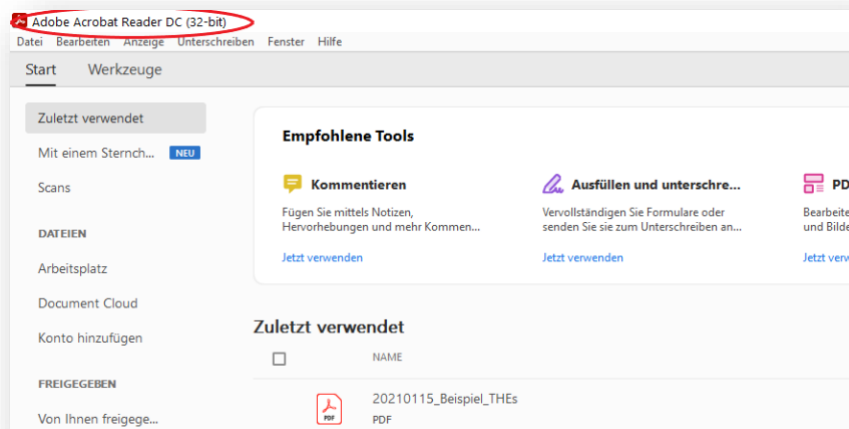 Adobe Acrobat Reader DC (32-bit)
Datei Bearbeiten Anzeige Unterschreiben Fenster Hilfe
Start Werkzeuge
Zuletzt verwendet
Mit einem Sternch... NEU
Scans
DATEIEN
Arbeitsplatz
Document Cloud
Konto hinzufügen
FREIGEGEBEN
Von Ihnen freigege...
Empfohlene Tools
Kommentieren
Fügen Sie mittels Notizen,
Hervorhebungen und mehr Kommen...
Jetzt verwenden
Ausfüllen und unterschre...
Vervollständigen Sie Formulare oder
senden Sie sie zum Unterschreiben an...
Jetzt verwenden
PD
Bearbeite
und Bilde
Jetzt verw
Zuletzt verwendet
NAME
20210115_Beispiel_THEs
PDF
PDF